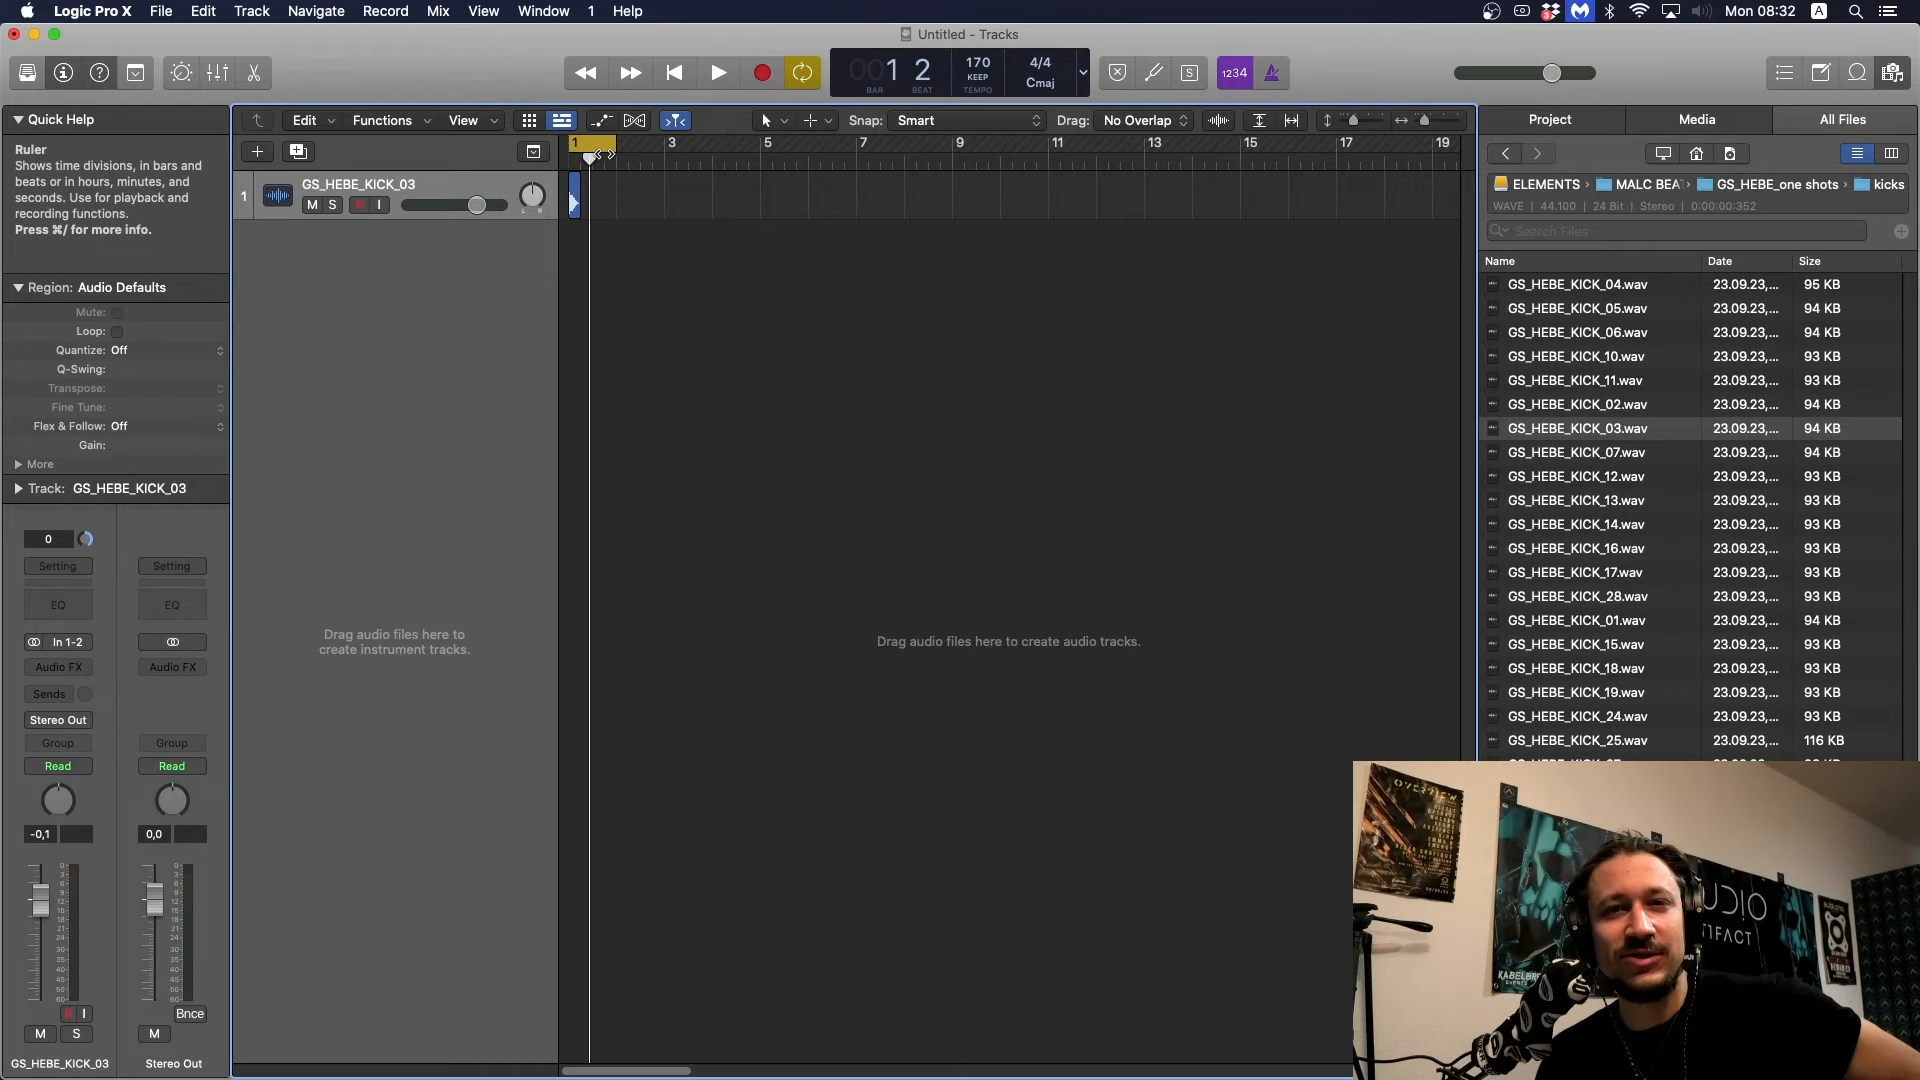 Logic Pro X File Edit Track Navigate Record Mix View Window 1 Help
Mon 08:32 A
Untitled - Tracks
001 2
BAR BEAT
170
KEEP
TEMPO
4/4
Cmaj
S
1234
Quick Help
Ruler
Shows time divisions, in bars and
beats or in hours, minutes, and
seconds. Use for playback and
recording functions.
Press ⌘/ for more info.
Region: Audio Defaults
Mute:
Loop:
Quantize: Off
Q-Swing:
Transpose:
Fine Tune:
Flex & Follow: Off
Gain:
More
Track: GS_HEBE_KICK_03
0
Setting
EQ
In 1-2
Audio FX
Sends
Stereo Out
Group
Read
-0,1
R I
M S
GS_HEBE_KICK_03
Setting
EQ
Audio FX
Group
Read
0,0
Bnce
M
Stereo Out
Edit Functions View
Snap: Smart
Drag: No Overlap
1 3 5 7 9 11 13 15 17 19
1
GS_HEBE_KICK_03
M S R I
L R
Drag audio files here to
create instrument tracks.
Drag audio files here to create audio tracks.
Project Media All Files
ELEMENTS › MALC BEA › GS_HEBE_one shots › kicks
WAVE | 44.100 | 24 Bit | Stereo | 0:00:00:352
Search Files
Name Date Size
GS_HEBE_KICK_04.wav 23.09.23,... 95 KB
GS_HEBE_KICK_05.wav 23.09.23,... 94 KB
GS_HEBE_KICK_06.wav 23.09.23,... 94 KB
GS_HEBE_KICK_10.wav 23.09.23,... 93 KB
GS_HEBE_KICK_11.wav 23.09.23,... 93 KB
GS_HEBE_KICK_02.wav 23.09.23,... 94 KB
GS_HEBE_KICK_03.wav 23.09.23,... 94 KB
GS_HEBE_KICK_07.wav 23.09.23,... 94 KB
GS_HEBE_KICK_12.wav 23.09.23,... 93 KB
GS_HEBE_KICK_13.wav 23.09.23,... 93 KB
GS_HEBE_KICK_14.wav 23.09.23,... 93 KB
GS_HEBE_KICK_16.wav 23.09.23,... 93 KB
GS_HEBE_KICK_17.wav 23.09.23,... 93 KB
GS_HEBE_KICK_28.wav 23.09.23,... 93 KB
GS_HEBE_KICK_01.wav 23.09.23,... 94 KB
GS_HEBE_KICK_15.wav 23.09.23,... 93 KB
GS_HEBE_KICK_18.wav 23.09.23,... 93 KB
GS_HEBE_KICK_19.wav 23.09.23,... 93 KB
GS_HEBE_KICK_24.wav 23.09.23,... 93 KB
GS_HEBE_KICK_25.wav 23.09.23,... 116 KB
OVERVIEW
EVENTS